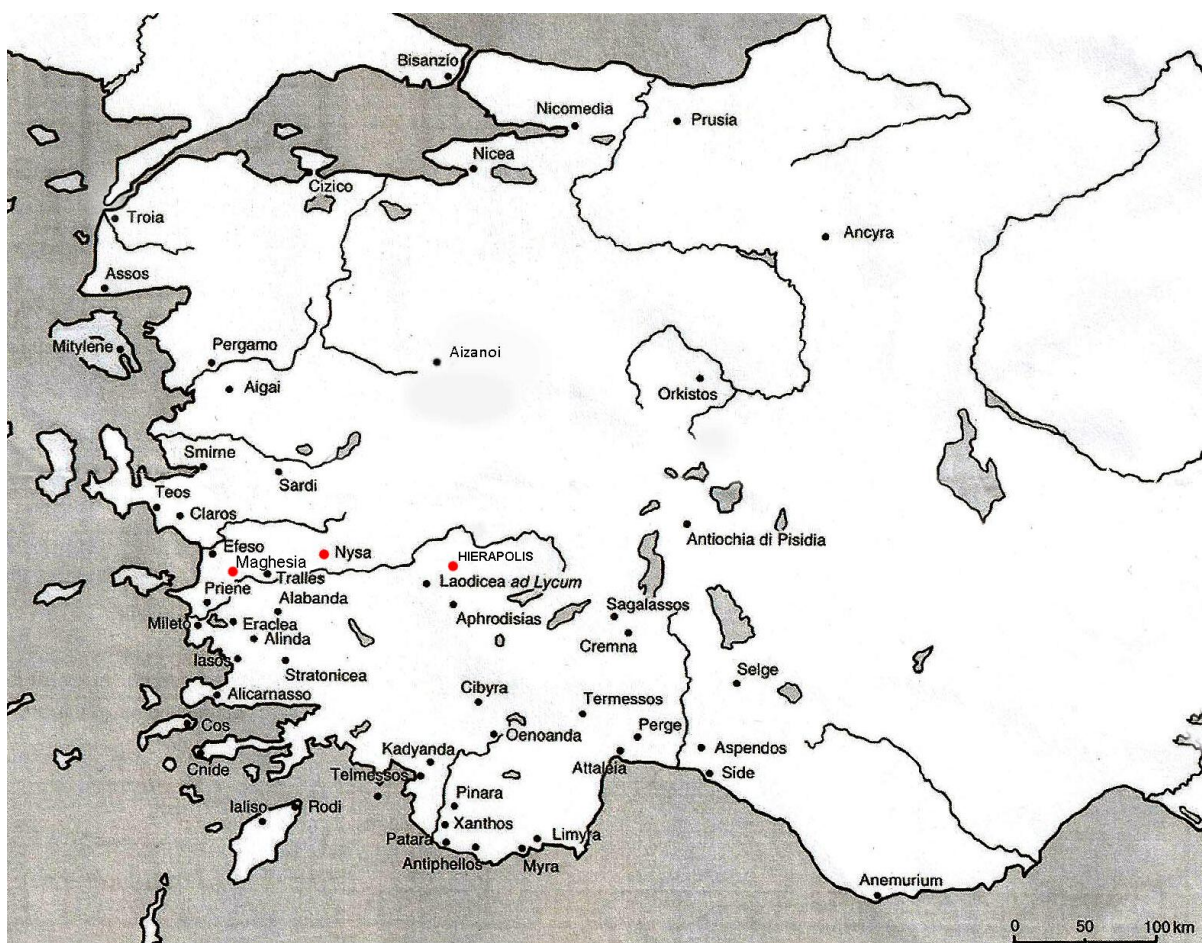 Bisanzio
Nicomedia
Prusia
Nicea
Cizico
Troia
Ancyra
Assos
Mitylene
Pergamo
Aizanoi
Aigai
Orkistos
Smirne
Sardi
Teos
Claros
Antiochia di Pisidia
Efeso
Nysa
HIERAPOLIS
Maghesia
Tralles
Laodicea ad Lycum
Priene
Alabanda
Aphrodisias
Sagalassos
Mileto
Eraclea
Alinda
Cremna
Iasos
Stratonicea
Selge
Alicarnasso
Cibyra
Termessos
Cos
Oenoanda
Perge
Aspendos
Cnide
Kadyanda
Attaleia
Side
Telmessos
Ialiso
Rodi
Pinara
Xanthos
Patara
Limyra
Antiphellos
Myra
Anemurium
0 50 100 km